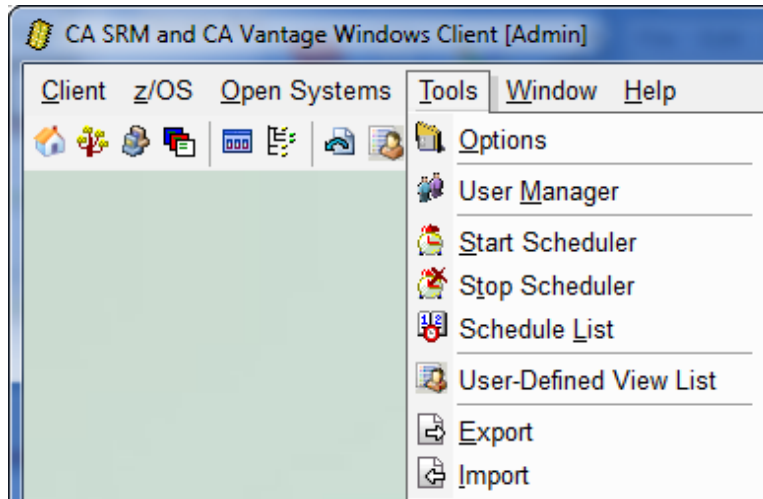 CA SRM and CA Vantage Windows Client [Admin]
Client z/OS Open Systems Tools Window Help
Options
User Manager
Start Scheduler
Stop Scheduler
Schedule List
User-Defined View List
Export
Import